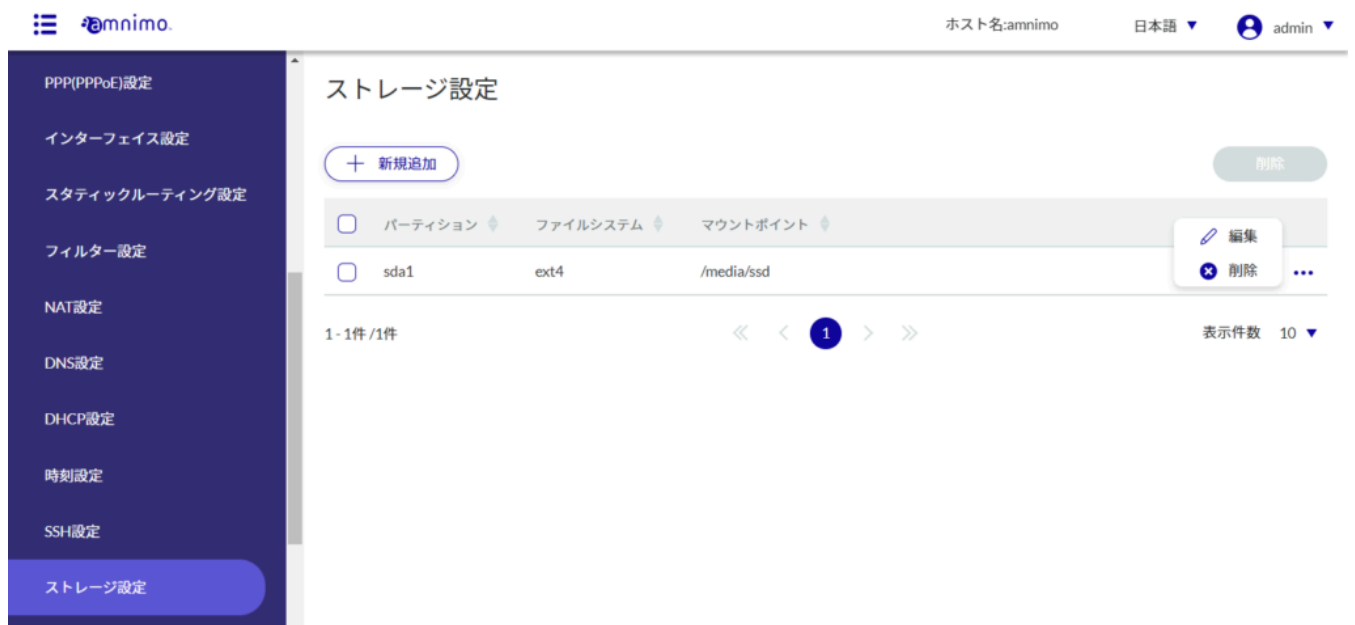 amnimo.
ホスト名:amnimo
日本語
admin
PPP(PPPoE)設定
インターフェイス設定
スタティックルーティング設定
フィルター設定
NAT設定
DNS設定
DHCP設定
時刻設定
SSH設定
ストレージ設定
ストレージ設定
新規追加
削除
パーティション ファイルシステム マウントポイント
編集
sda1 ext4 /media/ssd
削除
1 - 1件 /1件
1
表示件数 10